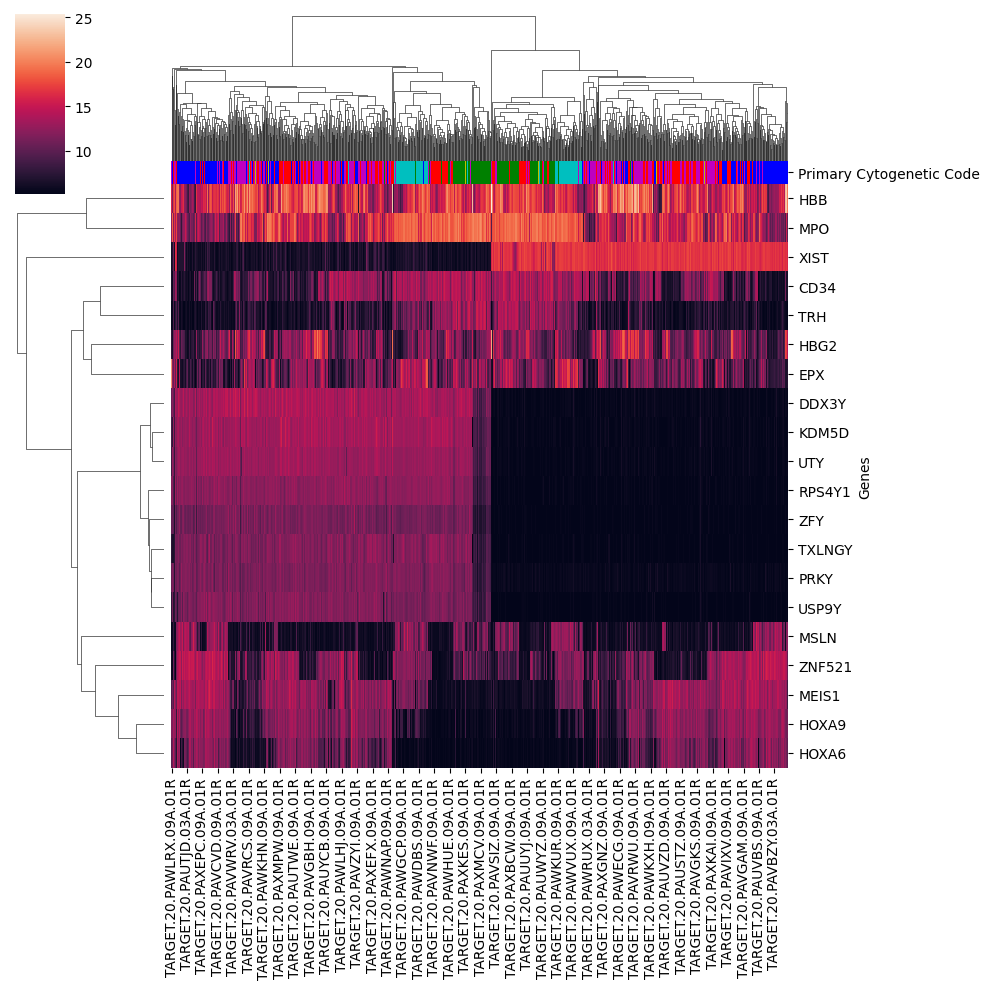 25
20
15
10
Primary Cytogenetic Code
HBB
MPO
XIST
CD34
TRH
HBG2
EPX
DDX3Y
KDM5D
UTY
RPS4Y1
ZFY
TXLNGY
PRKY
USP9Y
MSLN
ZNF521
MEIS1
HOXA9
HOXA6
Genes
TARGET.20.PAWLRX.09A.01R
TARGET.20.PAUTJD.03A.01R
TARGET.20.PAXEPC.09A.01R
TARGET.20.PAVCVD.09A.01R
TARGET.20.PAVWRV.03A.01R
TARGET.20.PAVRCS.09A.01R
TARGET.20.PAWKHN.09A.01R
TARGET.20.PAXMPW.09A.01R
TARGET.20.PAUTWE.09A.01R
TARGET.20.PAVGBH.09A.01R
TARGET.20.PAUYCB.09A.01R
TARGET.20.PAWLHJ.09A.01R
TARGET.20.PAVZYI.09A.01R
TARGET.20.PAXEFX.09A.01R
TARGET.20.PAWNAP.09A.01R
TARGET.20.PAWGCP.09A.01R
TARGET.20.PAWDBS.09A.01R
TARGET.20.PAVNWF.09A.01R
TARGET.20.PAWHUE.09A.01R
TARGET.20.PAXKES.09A.01R
TARGET.20.PAXMCV.09A.01R
TARGET.20.PAVSIZ.09A.01R
TARGET.20.PAXBCW.09A.01R
TARGET.20.PAUUYJ.09A.01R
TARGET.20.PAUWYZ.09A.01R
TARGET.20.PAWKUR.09A.01R
TARGET.20.PAWVUX.09A.01R
TARGET.20.PAWRUX.03A.01R
TARGET.20.PAXGNZ.09A.01R
TARGET.20.PAWECG.09A.01R
TARGET.20.PAVRWU.09A.01R
TARGET.20.PAWKXH.09A.01R
TARGET.20.PAUVZD.09A.01R
TARGET.20.PAUSTZ.09A.01R
TARGET.20.PAVGKS.09A.01R
TARGET.20.PAXKAI.09A.01R
TARGET.20.PAVIXV.09A.01R
TARGET.20.PAVGAM.09A.01R
TARGET.20.PAUVBS.09A.01R
TARGET.20.PAVBZY.03A.01R